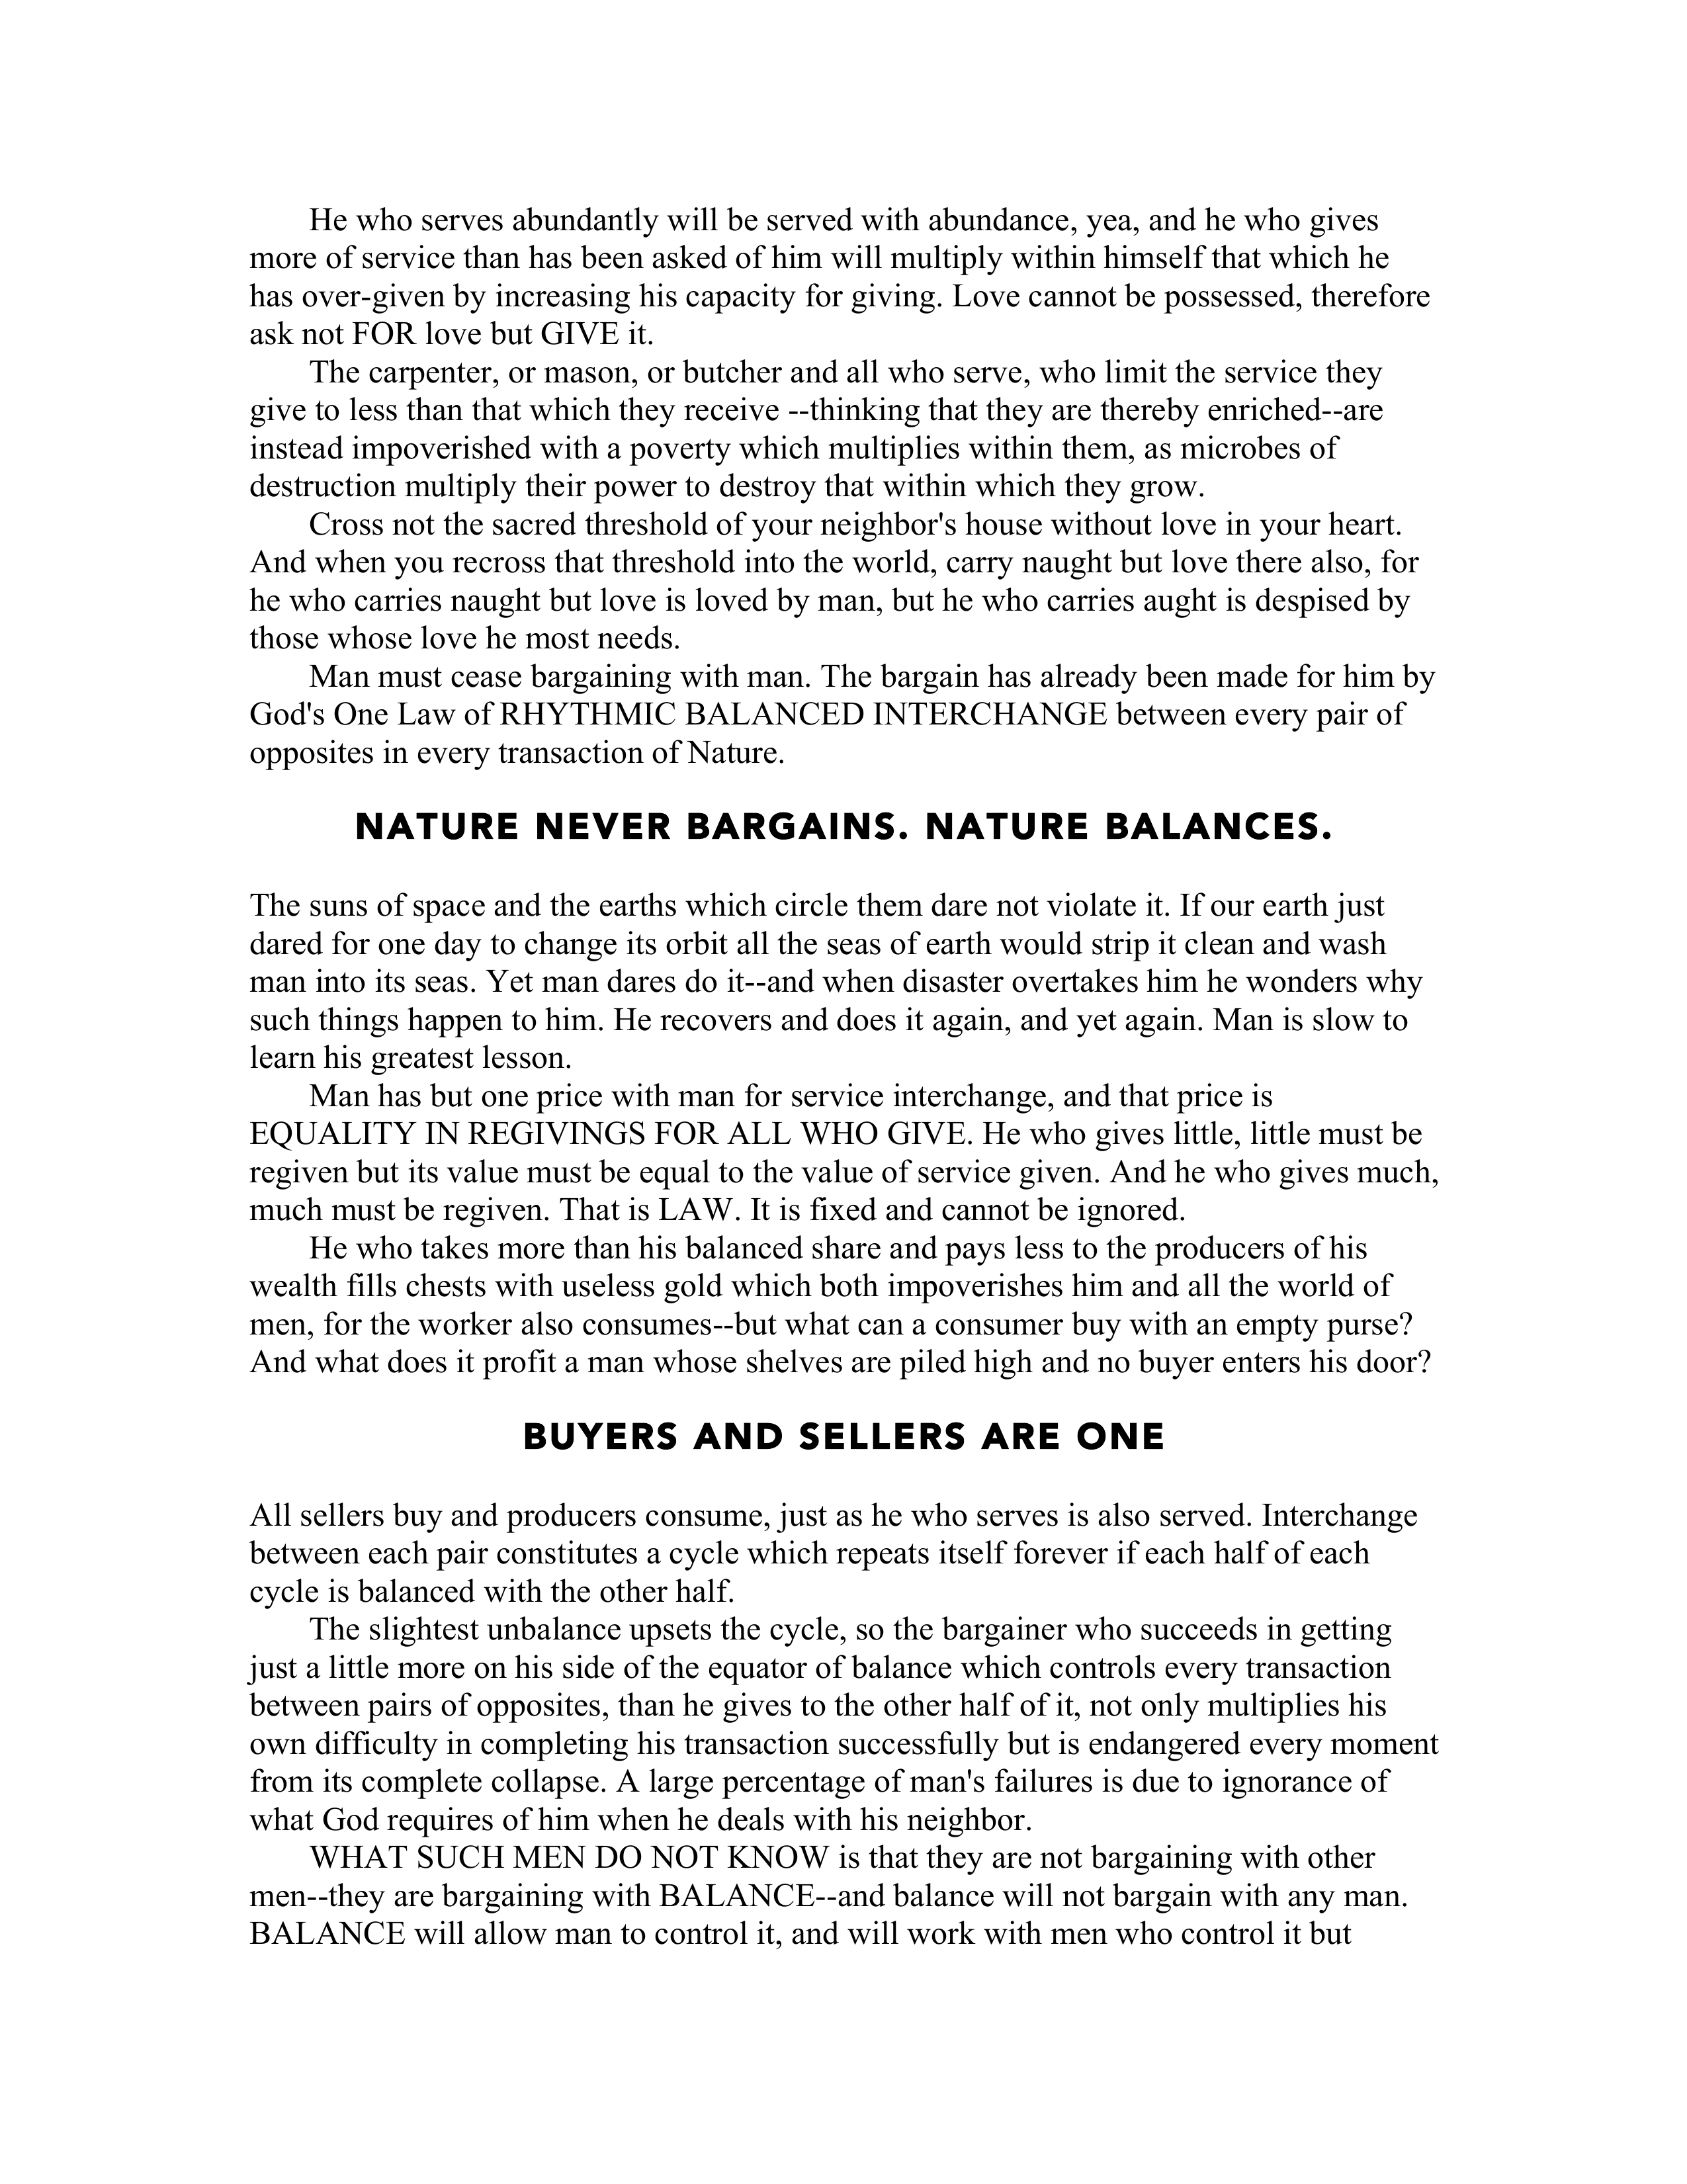 He who serves abundantly will be served with abundance, yea, and he who gives
more of service than has been asked of him will multiply within himself that which he
has over-given by increasing his capacity for giving. Love cannot be possessed, therefore
ask not FOR love but GIVE it.
The carpenter, or mason, or butcher and all who serve, who limit the service they
give to less than that which they receive --thinking that they are thereby enriched--are
instead impoverished with a poverty which multiplies within them, as microbes of
destruction multiply their power to destroy that within which they grow.
Cross not the sacred threshold of your neighbor's house without love in your heart.
And when you recross that threshold into the world, carry naught but love there also, for
he who carries naught but love is loved by man, but he who carries aught is despised by
those whose love he most needs.
Man must cease bargaining with man. The bargain has already been made for him by
God's One Law of RHYTHMIC BALANCED INTERCHANGE between every pair of
opposites in every transaction of Nature.
NATURE NEVER BARGAINS. NATURE BALANCES.
The suns of space and the earths which circle them dare not violate it. If our earth just
dared for one day to change its orbit all the seas of earth would strip it clean and wash
man into its seas. Yet man dares do it--and when disaster overtakes him he wonders why
such things happen to him. He recovers and does it again, and yet again. Man is slow to
learn his greatest lesson.
Man has but one price with man for service interchange, and that price is
EQUALITY IN REGIVINGS FOR ALL WHO GIVE. He who gives little, little must be
regiven but its value must be equal to the value of service given. And he who gives much,
much must be regiven. That is LAW. It is fixed and cannot be ignored.
He who takes more than his balanced share and pays less to the producers of his
wealth fills chests with useless gold which both impoverishes him and all the world of
men, for the worker also consumes--but what can a consumer buy with an empty purse?
And what does it profit a man whose shelves are piled high and no buyer enters his door?
BUYERS AND SELLERS ARE ONE
All sellers buy and producers consume, just as he who serves is also served. Interchange
between each pair constitutes a cycle which repeats itself forever if each half of each
cycle is balanced with the other half.
The slightest unbalance upsets the cycle, so the bargainer who succeeds in getting
just a little more on his side of the equator of balance which controls every transaction
between pairs of opposites, than he gives to the other half of it, not only multiplies his
own difficulty in completing his transaction successfully but is endangered every moment
from its complete collapse. A large percentage of man's failures is due to ignorance of
what God requires of him when he deals with his neighbor.
WHAT SUCH MEN DO NOT KNOW is that they are not bargaining with other
men--they are bargaining with BALANCE--and balance will not bargain with any man.
BALANCE will allow man to control it, and will work with men who control it but